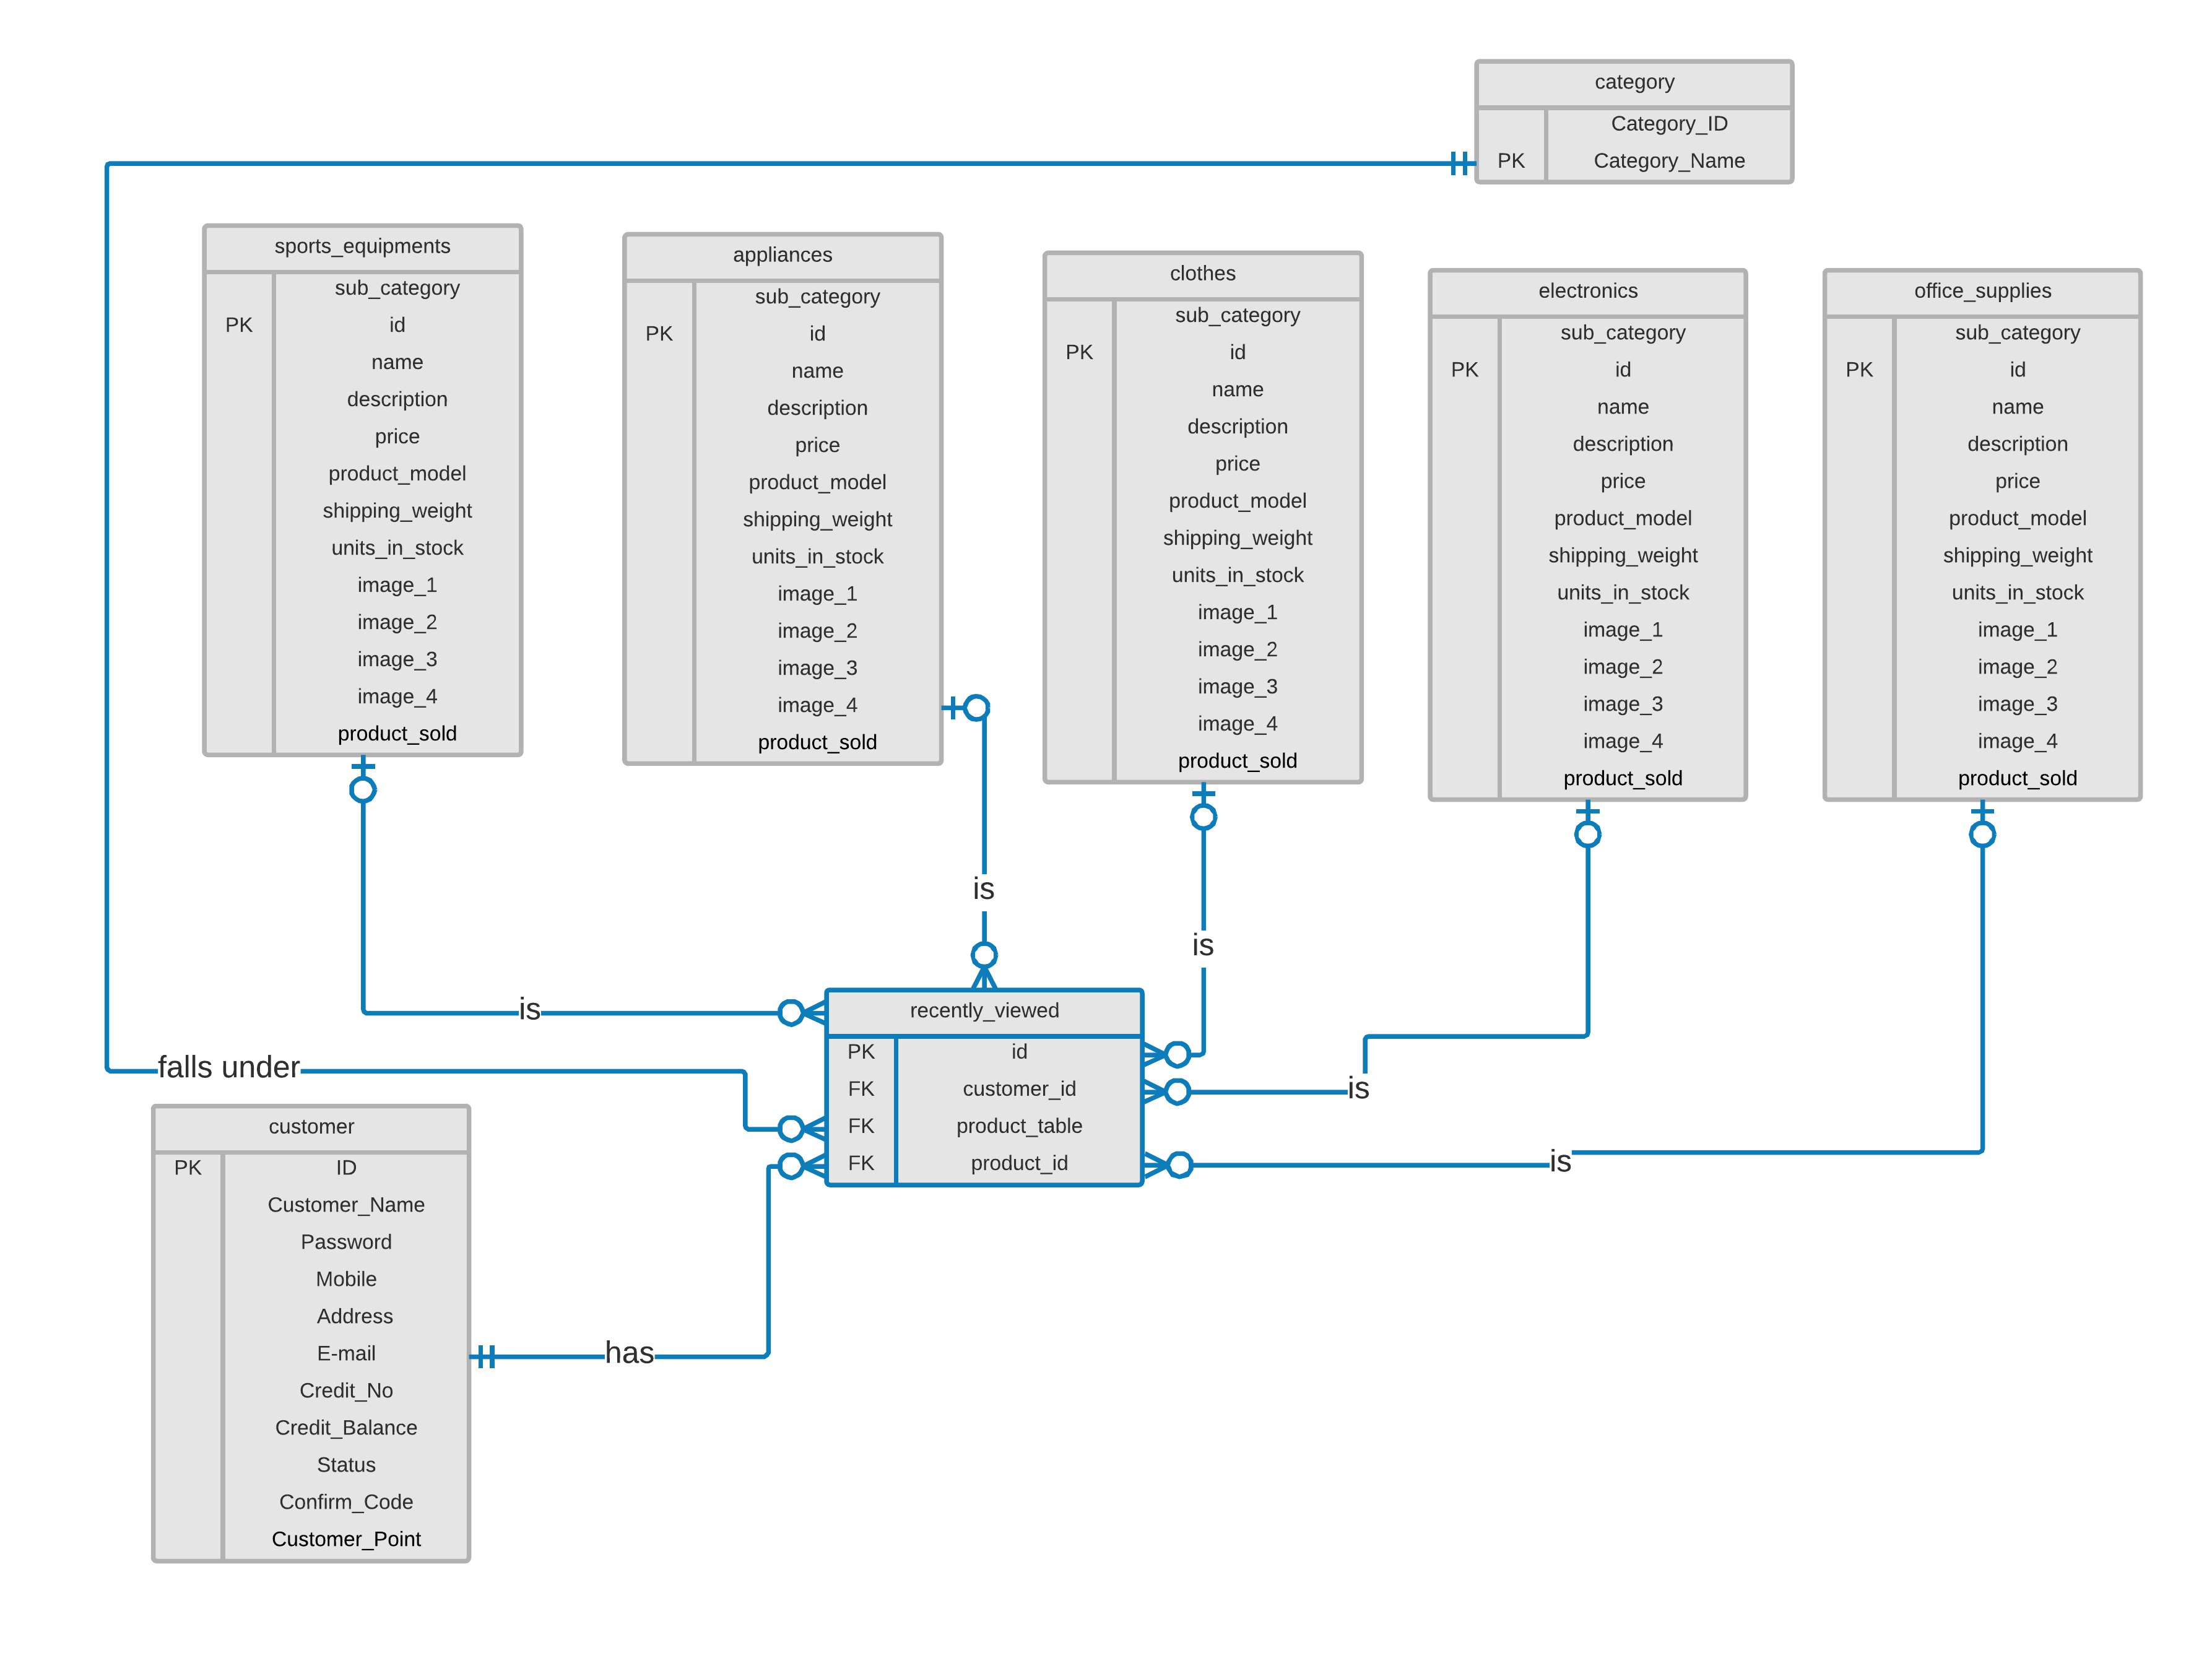 category
Category_ID
PK Category_Name
sports_equipments
sub_category
PK id
name
description
price
product_model
shipping_weight
units_in_stock
image_1
image_2
image_3
image_4
product_sold
appliances
sub_category
PK id
name
description
price
product_model
shipping_weight
units_in_stock
image_1
image_2
image_3
image_4
product_sold
clothes
sub_category
PK id
name
description
price
product_model
shipping_weight
units_in_stock
image_1
image_2
image_3
image_4
product_sold
electronics
sub_category
PK id
name
description
price
product_model
shipping_weight
units_in_stock
image_1
image_2
image_3
image_4
product_sold
office_supplies
sub_category
PK id
name
description
price
product_model
shipping_weight
units_in_stock
image_1
image_2
image_3
image_4
product_sold
is
is
is
is
is
falls under
has
recently_viewed
PK id
FK customer_id
FK product_table
FK product_id
customer
PK ID
Customer_Name
Password
Mobile
Address
E-mail
Credit_No
Credit_Balance
Status
Confirm_Code
Customer_Point